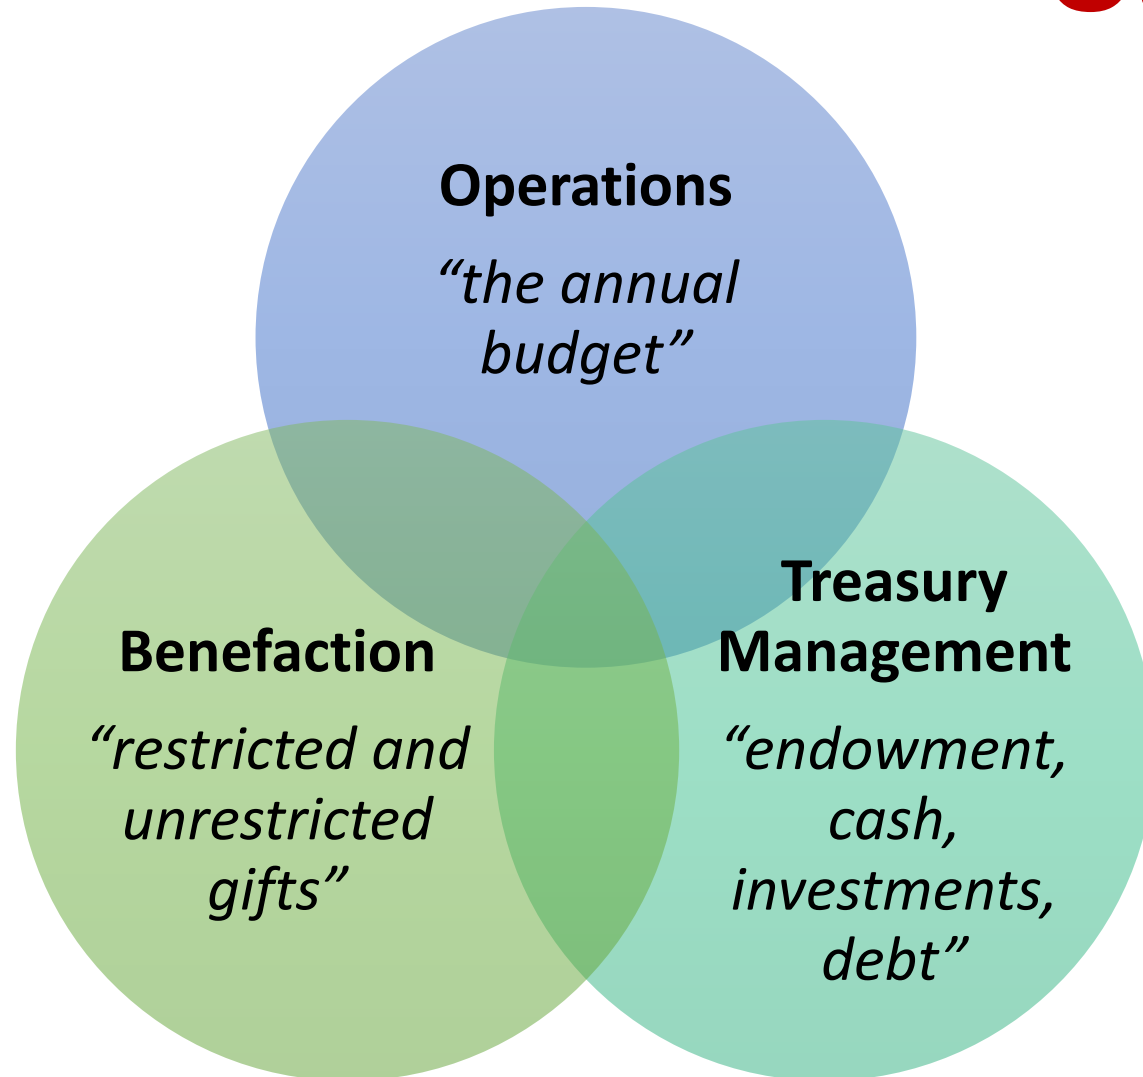 Operations
“the annual
budget”
Benefaction
“restricted and
unrestricted
gifts”
Treasury
Management
“endowment,
cash,
investments,
debt”